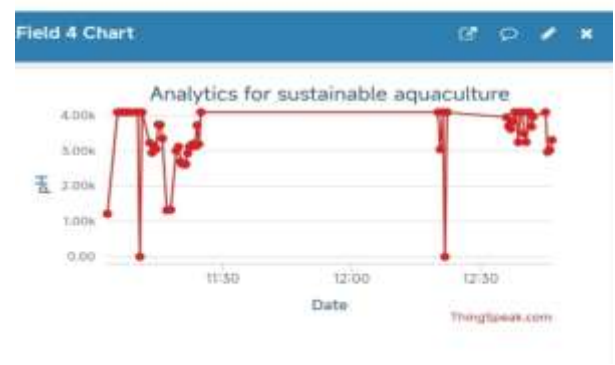 Field 4 Chart
Analytics for sustainable aquaculture
4.00k
3.00k
2.00k
1.00k
0.00
pH
11:30
12:00
12:30
Date
ThingSpeak.com